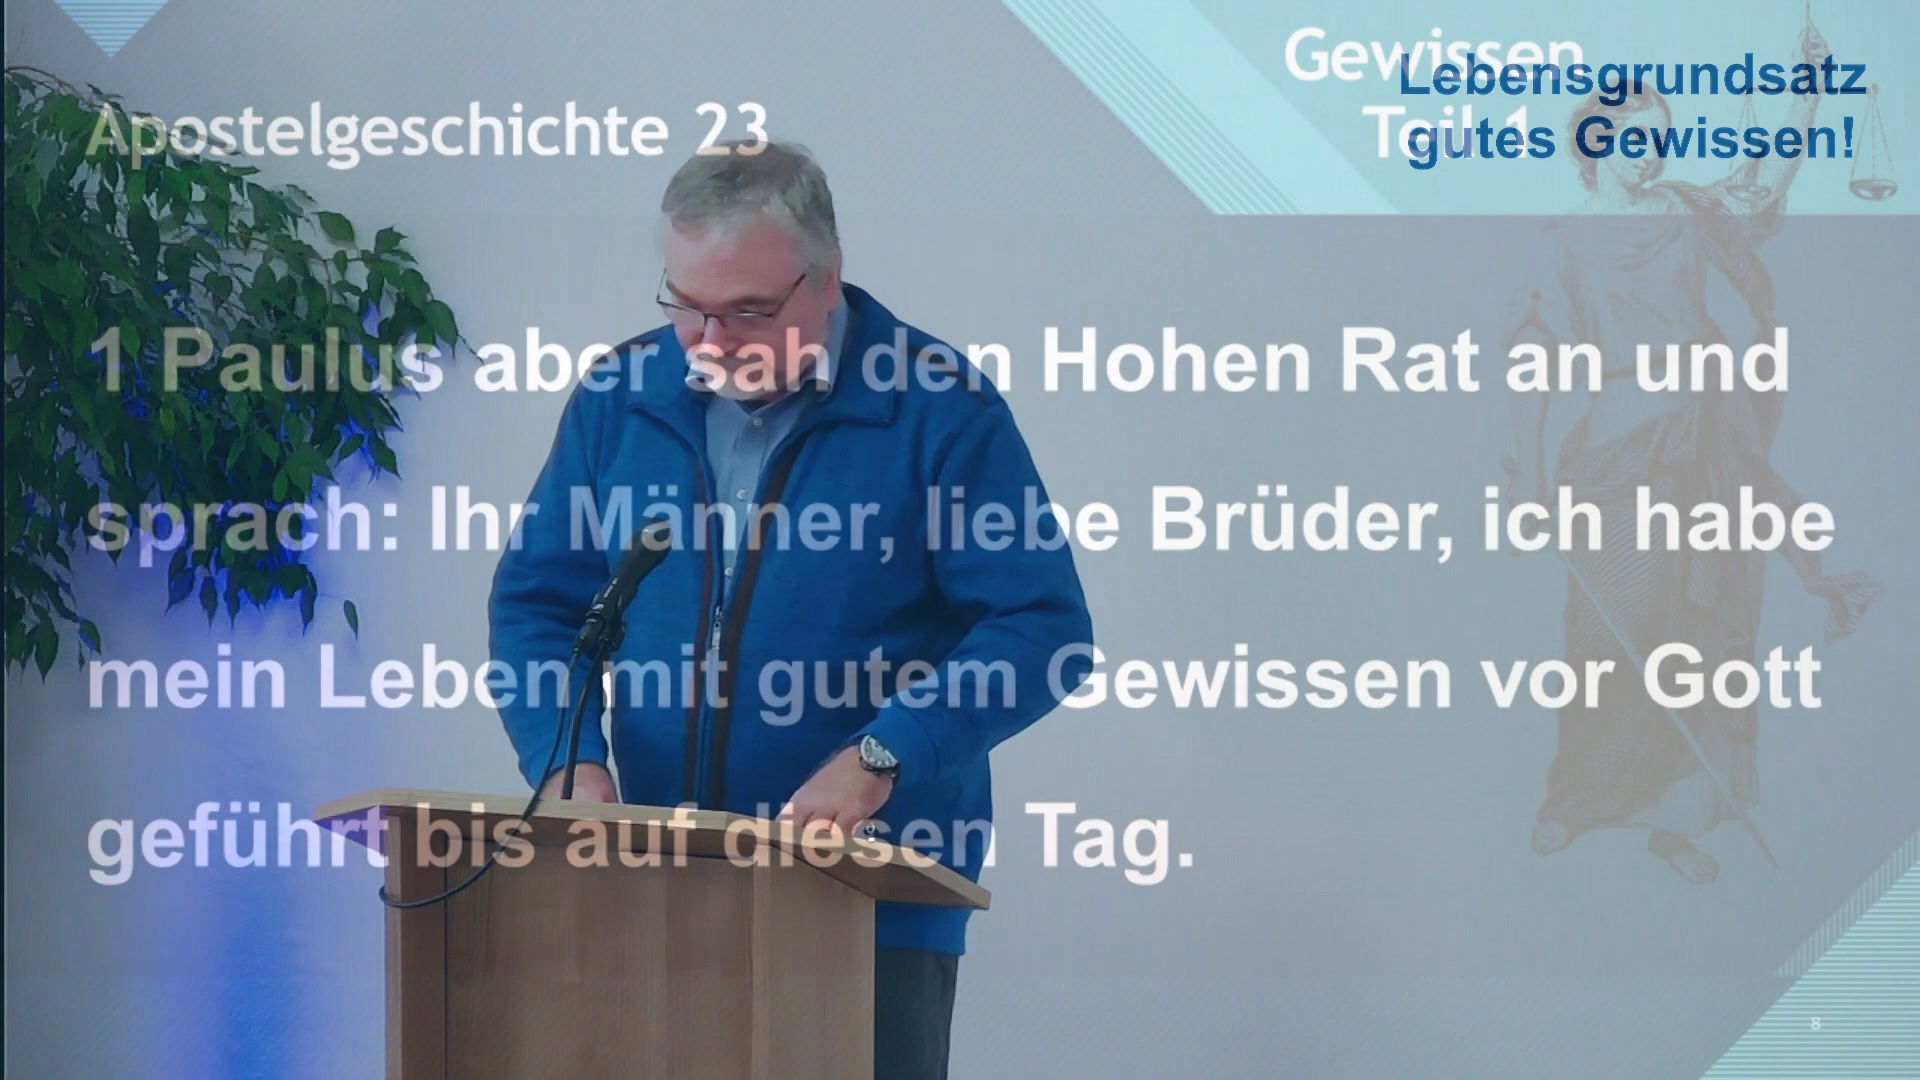 Gewissen
Teil 1
Lebensgrundsatz
gutes Gewissen!
Apostelgeschichte 23
1 Paulus aber sah den Hohen Rat an und
sprach: Ihr Männer, liebe Brüder, ich habe
mein Leben mit gutem Gewissen vor Gott
geführt bis auf diesen Tag.
8